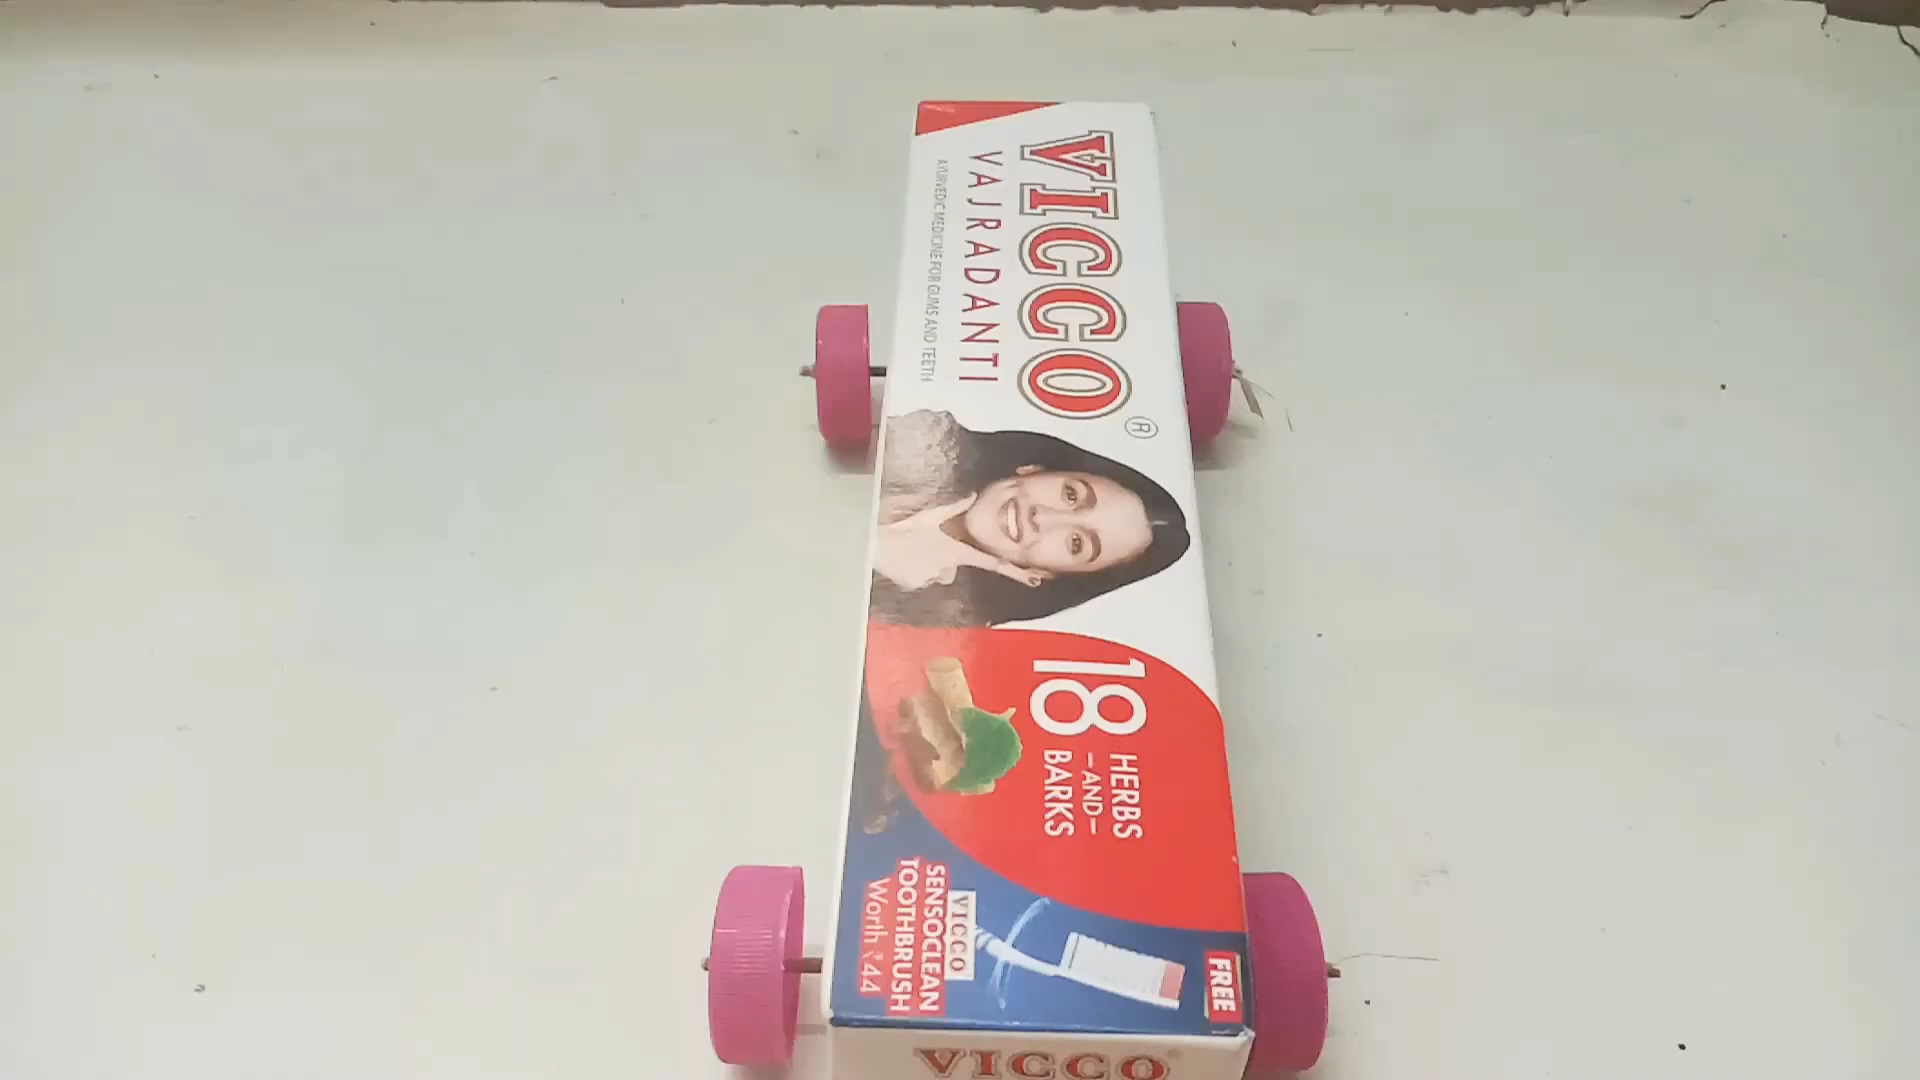 VICCO®
VAJRADANTI
AYURVEDIC MEDICINE FOR GUMS AND TEETH
18
HERBS
-AND-
BARKS
FREE
VICCO
SENSOCLEAN
TOOTHBRUSH
Worth ₹44
VICCO®